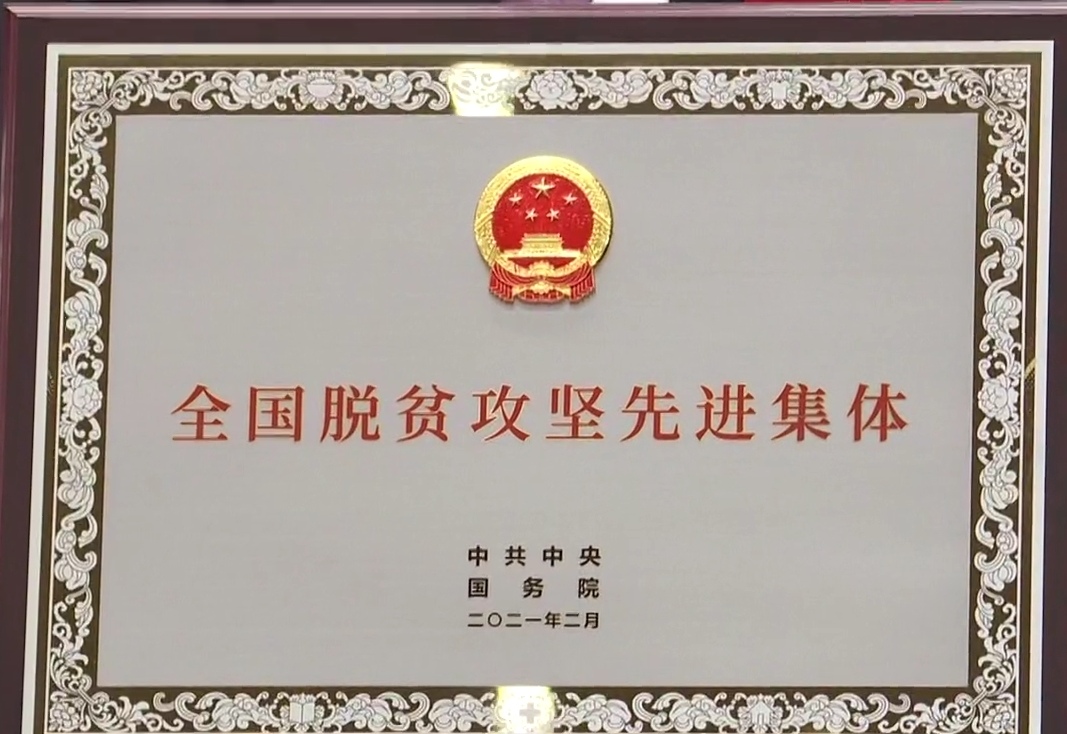 全国脱贫攻坚先进集体
中共中央
国务院
二〇二一年二月